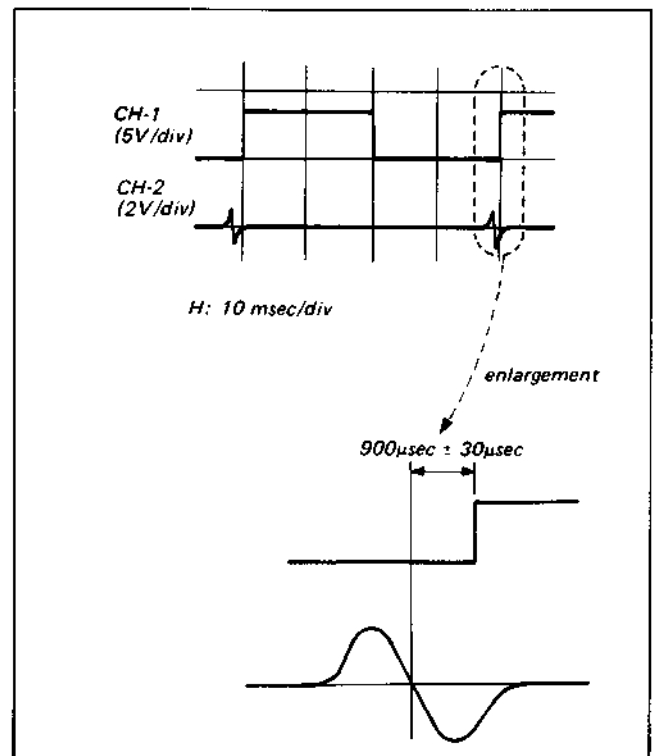 CH-1
(5V/div)
CH-2
(2V/div)
H: 10 msec/div
enlargement
900μsec ± 30μsec